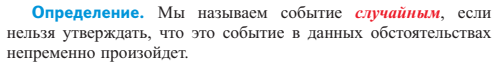 Определение. Мы называем событие случайным, если
нельзя утверждать, что это событие в данных обстоятельствах
непременно произойдет.